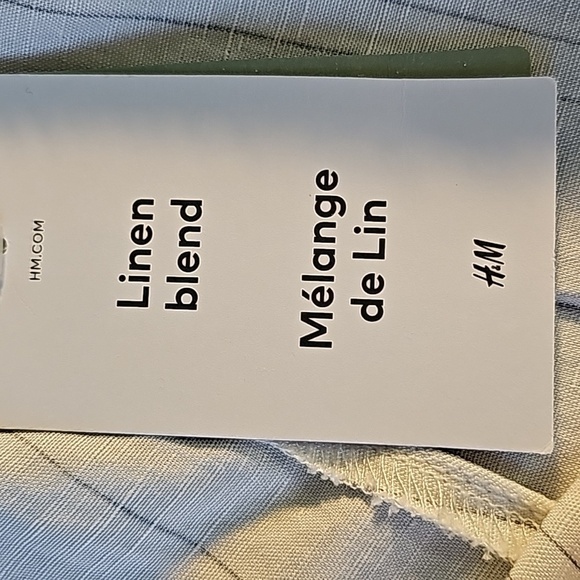 HM.COM
Linen
blend
Mélange
de Lin
H&M